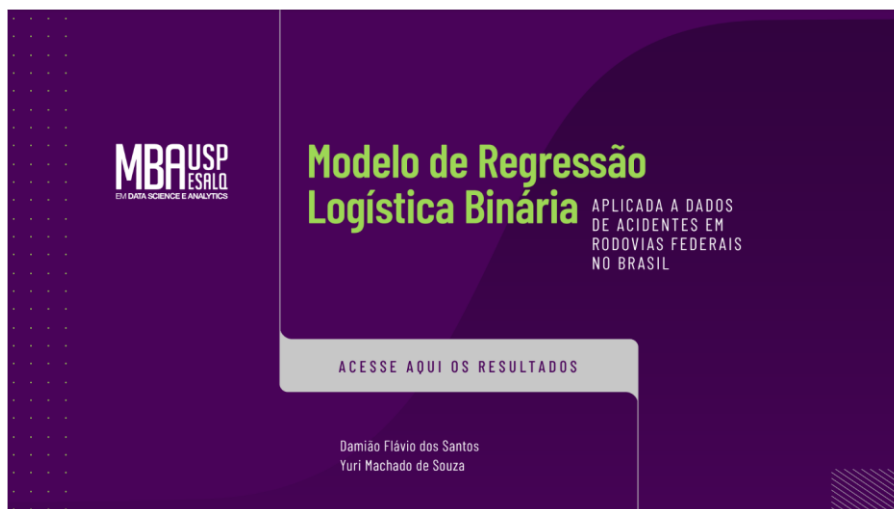 MBA USP
ESALQ
EM DATA SCIENCE E ANALYTICS
Modelo de Regressão
Logística Binária
APLICADA A DADOS
DE ACIDENTES EM
RODOVIAS FEDERAIS
NO BRASIL
ACESSE AQUI OS RESULTADOS
Damião Flávio dos Santos
Yuri Machado de Souza